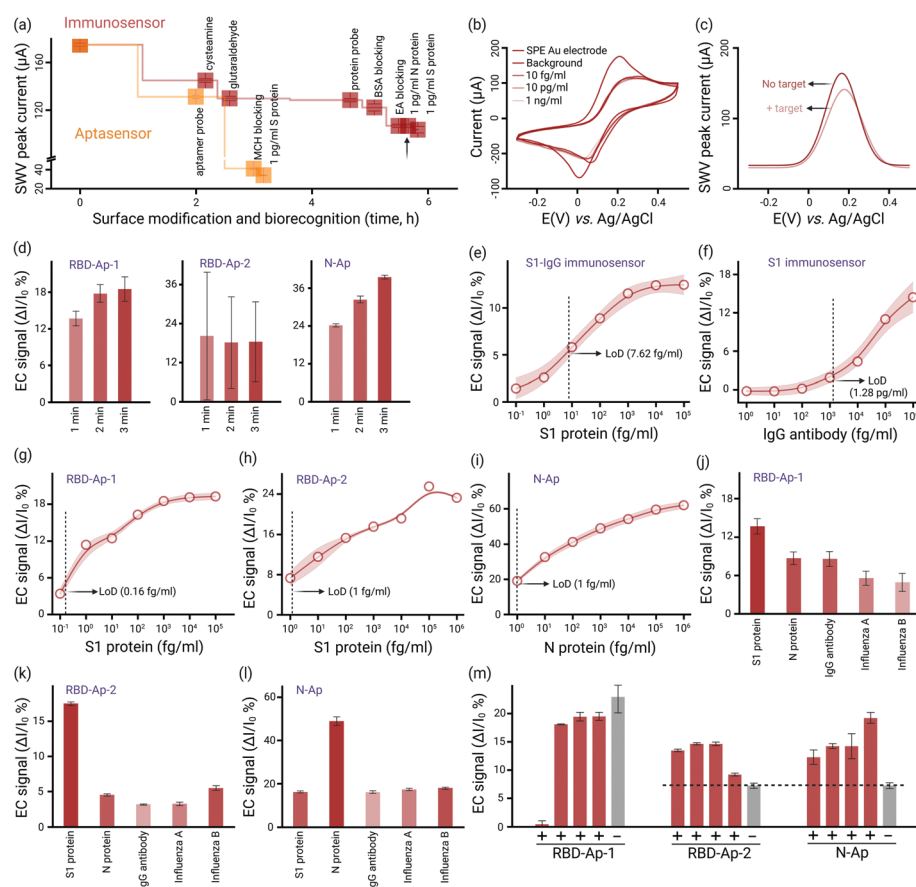 (a)
Immunosensor
Aptasensor
SWV peak current (µA)
160
120
40
20
cysteamine
glutaraldehyde
aptamer probe
MCH blocking
1 pg/ml S protein
protein probe
BSA blocking
EA blocking
1 pg/ml N protein
1 pg/ml S protein
0 2 4 6
Surface modification and biorecognition (time, h)
(b)
SPE Au electrode
Background
10 fg/ml
10 pg/ml
1 ng/ml
Current (µA)
200
100
0
-100
-200
-0.2 0 0.2 0.4
E(V) vs. Ag/AgCl
(c)
No target
+ target
SWV peak current (µA)
200
150
100
50
0
-0.2 0 0.2 0.4
E(V) vs. Ag/AgCl
(d)
RBD-Ap-1
EC signal (ΔI/I0 %)
18
12
6
0
1 min
2 min
3 min
RBD-Ap-2
36
24
12
0
1 min
2 min
3 min
N-Ap
36
24
12
0
1 min
2 min
3 min
(e)
S1-IgG immunosensor
EC signal (ΔI/I0 %)
10
5
0
LoD (7.62 fg/ml)
10-1 100 101 102 103 104 105
S1 protein (fg/ml)
(f)
S1 immunosensor
EC signal (ΔI/I0 %)
15
10
5
0
LoD
(1.28 pg/ml)
100 101 102 103 104 105 106
IgG antibody (fg/ml)
(g)
RBD-Ap-1
EC signal (ΔI/I0 %)
18
12
6
0
LoD (0.16 fg/ml)
10-1 100 101 102 103 104 105
S1 protein (fg/ml)
(h)
RBD-Ap-2
EC signal (ΔI/I0 %)
24
16
8
0
LoD (1 fg/ml)
100 101 102 103 104 105 106
S1 protein (fg/ml)
(i)
N-Ap
EC signal (ΔI/I0 %)
60
40
20
0
LoD (1 fg/ml)
100 101 102 103 104 105 106
N protein (fg/ml)
(j)
RBD-Ap-1
EC signal (ΔI/I0 %)
18
12
6
0
S1 protein
N protein
IgG antibody
Influenza A
Influenza B
(k)
RBD-Ap-2
EC signal (ΔI/I0 %)
15
10
5
0
S1 protein
N protein
gG antibody
Influenza A
Influenza B
(l)
N-Ap
EC signal (ΔI/I0 %)
60
40
20
0
S1 protein
N protein
gG antibody
Influenza A
Influenza B
(m)
EC signal (ΔI/I0 %)
20
15
10
5
0
+ + + + −
RBD-Ap-1
+ + + + −
RBD-Ap-2
+ + + + −
N-Ap